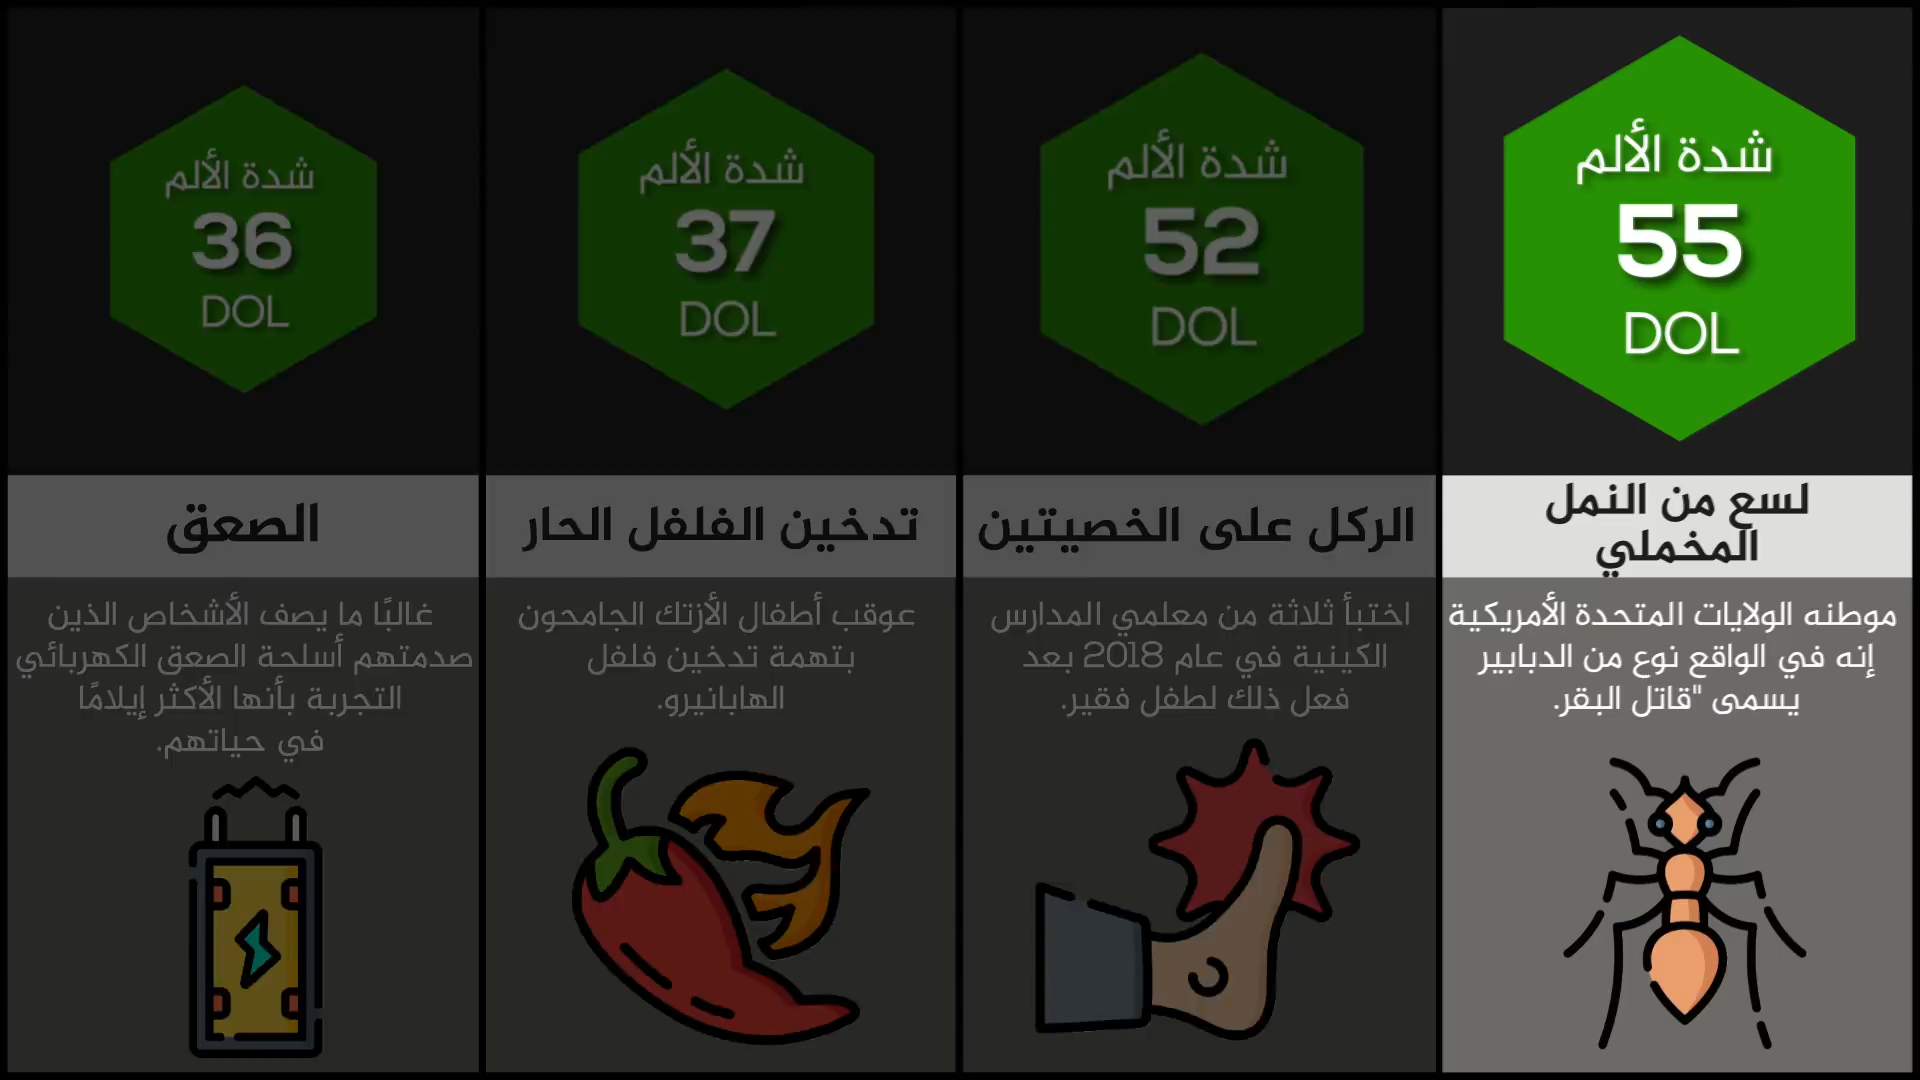 شدة الألم
36
DOL
الصعق
غالبًا ما يصف الأشخاص الذين
صدمتهم أسلحة الصعق الكهربائي
التجربة بأنها الأكثر إيلامًا
في حياتهم.
شدة الألم
37
DOL
تدخين الفلفل الحار
عوقب أطفال الأزتك الجامحون
بتهمة تدخين فلفل
الهابانيرو.
شدة الألم
52
DOL
الركل على الخصيتين
اختبأ ثلاثة من معلمي المدارس
الكينية في عام 2018 بعد
فعل ذلك لطفل فقير.
شدة الألم
55
DOL
لسع من النمل
المخملي
موطنه الولايات المتحدة الأمريكية
إنه في الواقع نوع من الدبابير
يسمى "قاتل البقر.